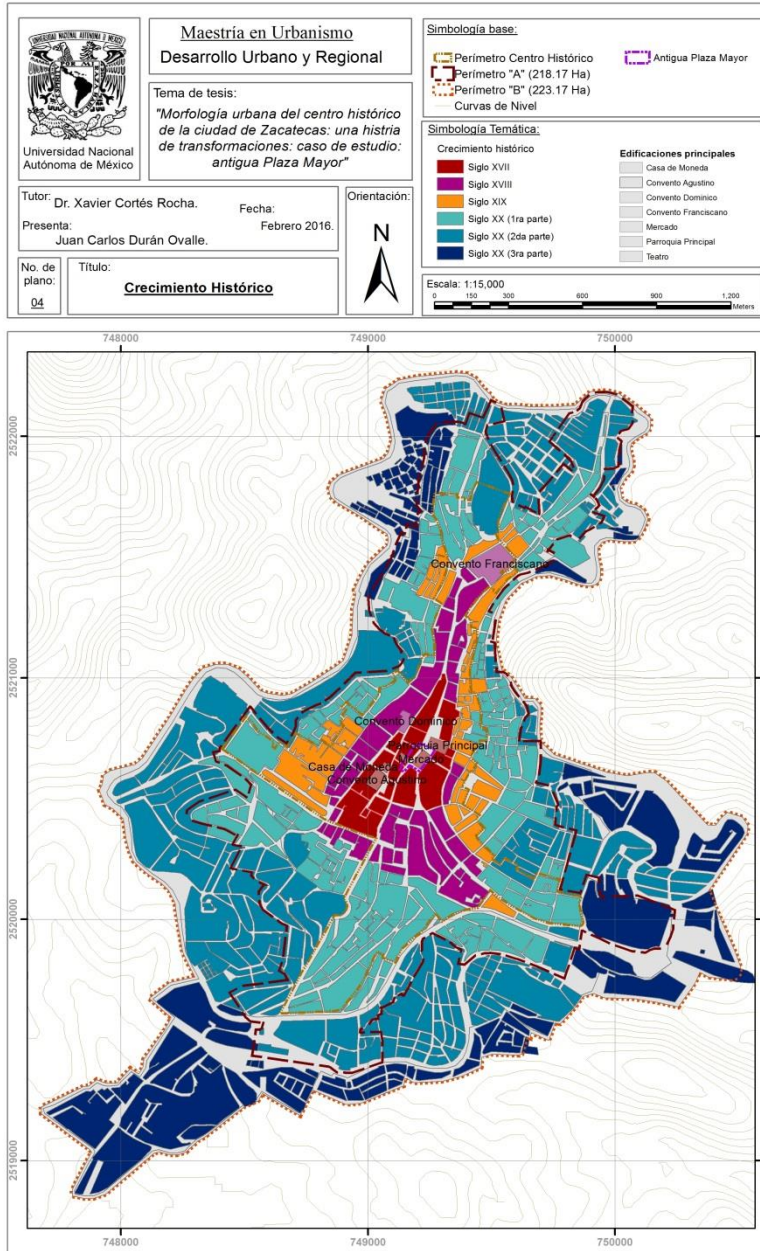 Universidad Nacional
Autónoma de México
Maestría en Urbanismo
Desarrollo Urbano y Regional
Tema de tesis:
"Morfología urbana del centro histórico
de la ciudad de Zacatecas: una histria
de transformaciones: caso de estudio:
antigua Plaza Mayor"
Tutor: Dr. Xavier Cortés Rocha.
Fecha:
Febrero 2016.
Presenta:
Juan Carlos Durán Ovalle.
Orientación:
N
No. de
plano:
04
Título:
Crecimiento Histórico
Simbología base:
Perímetro Centro Histórico
Antigua Plaza Mayor
Perímetro "A" (218.17 Ha)
Perímetro "B" (223.17 Ha)
Curvas de Nivel
Simbología Temática:
Crecimiento histórico
Siglo XVII
Siglo XVIII
Siglo XIX
Siglo XX (1ra parte)
Siglo XX (2da parte)
Siglo XX (3ra parte)
Edificaciones principales
Casa de Moneda
Convento Agustino
Convento Dominico
Convento Franciscano
Mercado
Parroquia Principal
Teatro
Escala: 1:15,000
0 150 300 600 900 1,200
Meters
748000 749000 750000
2522000
Convento Franciscano
2521000
Convento Dominico
Parroquia Principal
Mercado
Casa de Moneda
Convento Agustino
2520000
2519000
748000 749000 750000